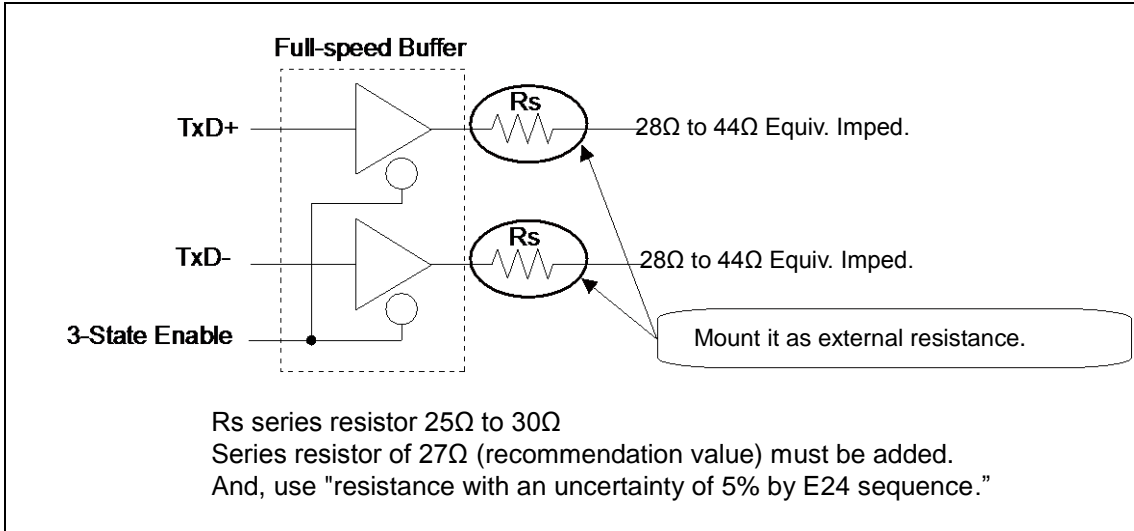 Full-speed Buffer
TxD+
Rs
28Ω to 44Ω Equiv. Imped.
TxD-
Rs
28Ω to 44Ω Equiv. Imped.
3-State Enable
Mount it as external resistance.
Rs series resistor 25Ω to 30Ω
Series resistor of 27Ω (recommendation value) must be added.
And, use "resistance with an uncertainty of 5% by E24 sequence.”